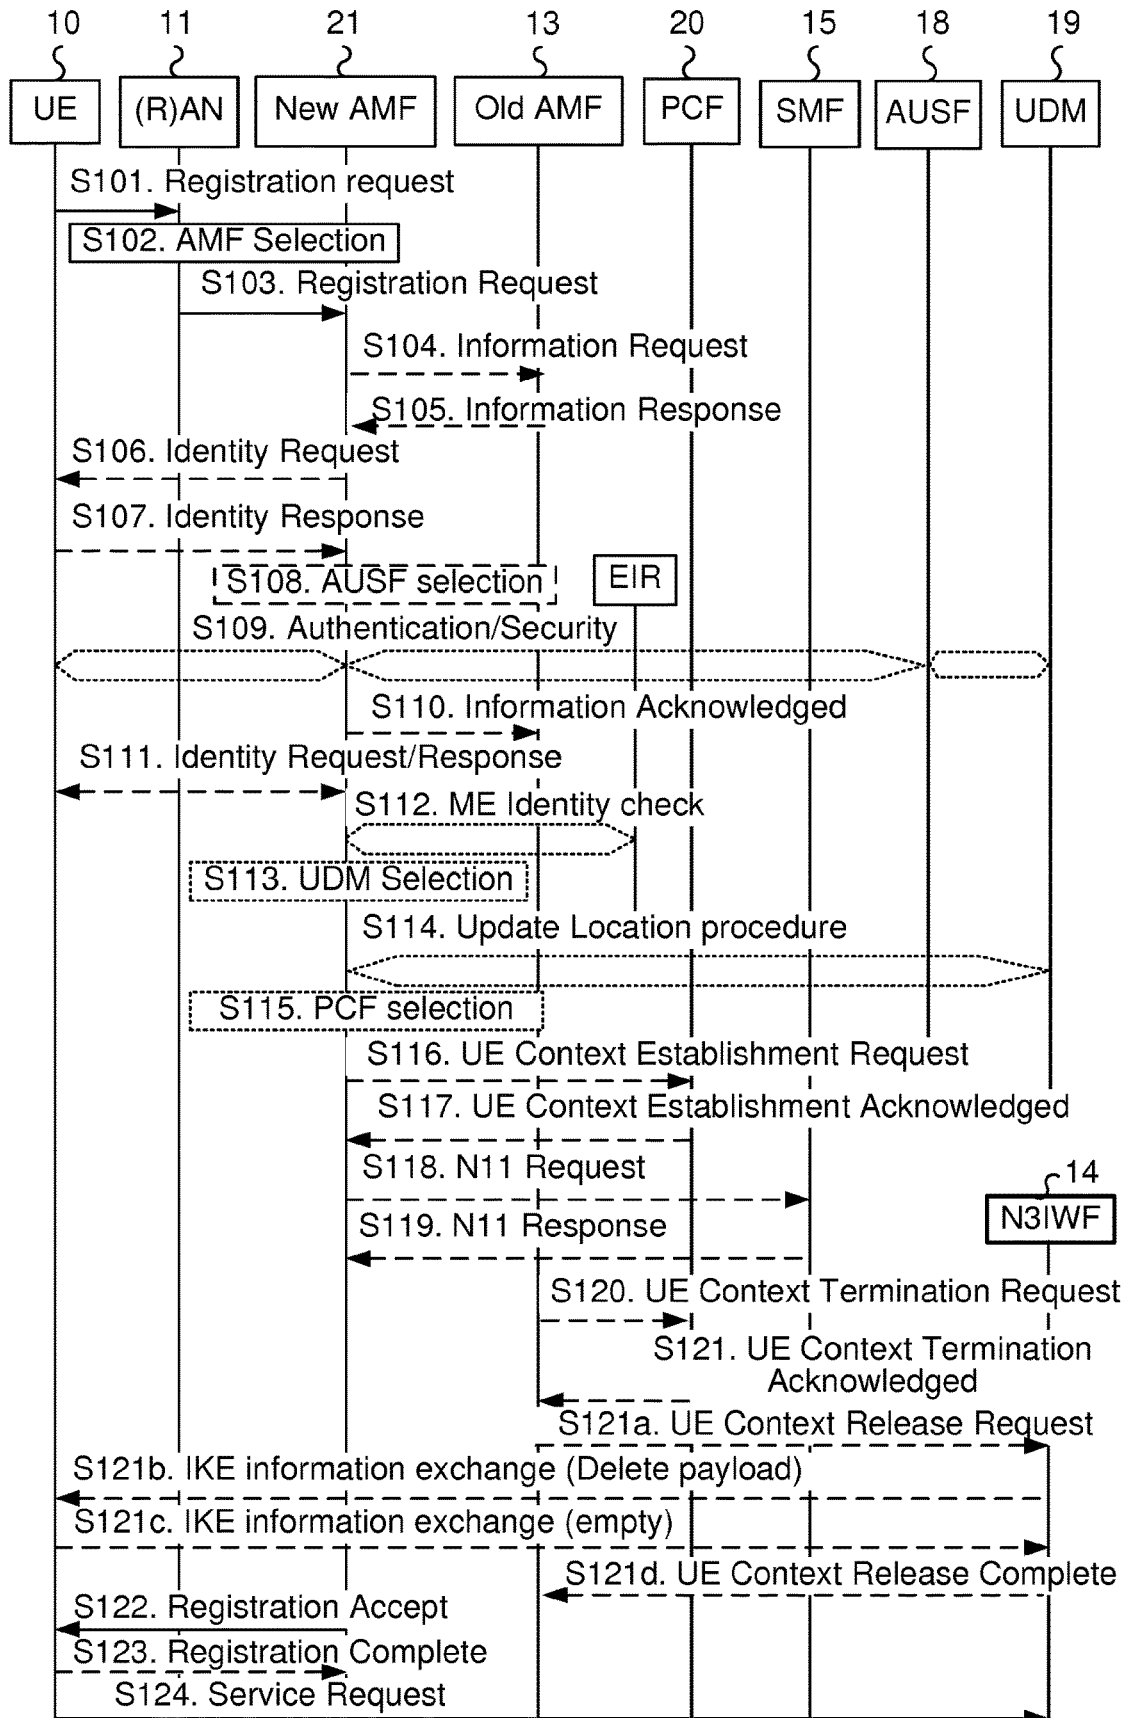 10 11 21 13 20 15 18 19
UE (R)AN New AMF Old AMF PCF SMF AUSF UDM
S101. Registration request
S102. AMF Selection
S103. Registration Request
S104. Information Request
S105. Information Response
S106. Identity Request
S107. Identity Response
S108. AUSF selection
EIR
S109. Authentication/Security
S110. Information Acknowledged
S111. Identity Request/Response
S112. ME Identity check
S113. UDM Selection
S114. Update Location procedure
S115. PCF selection
S116. UE Context Establishment Request
S117. UE Context Establishment Acknowledged
S118. N11 Request
14
N3IWF
S119. N11 Response
S120. UE Context Termination Request
S121. UE Context Termination
Acknowledged
S121a. UE Context Release Request
S121b. IKE information exchange (Delete payload)
S121c. IKE information exchange (empty)
S121d. UE Context Release Complete
S122. Registration Accept
S123. Registration Complete
S124. Service Request